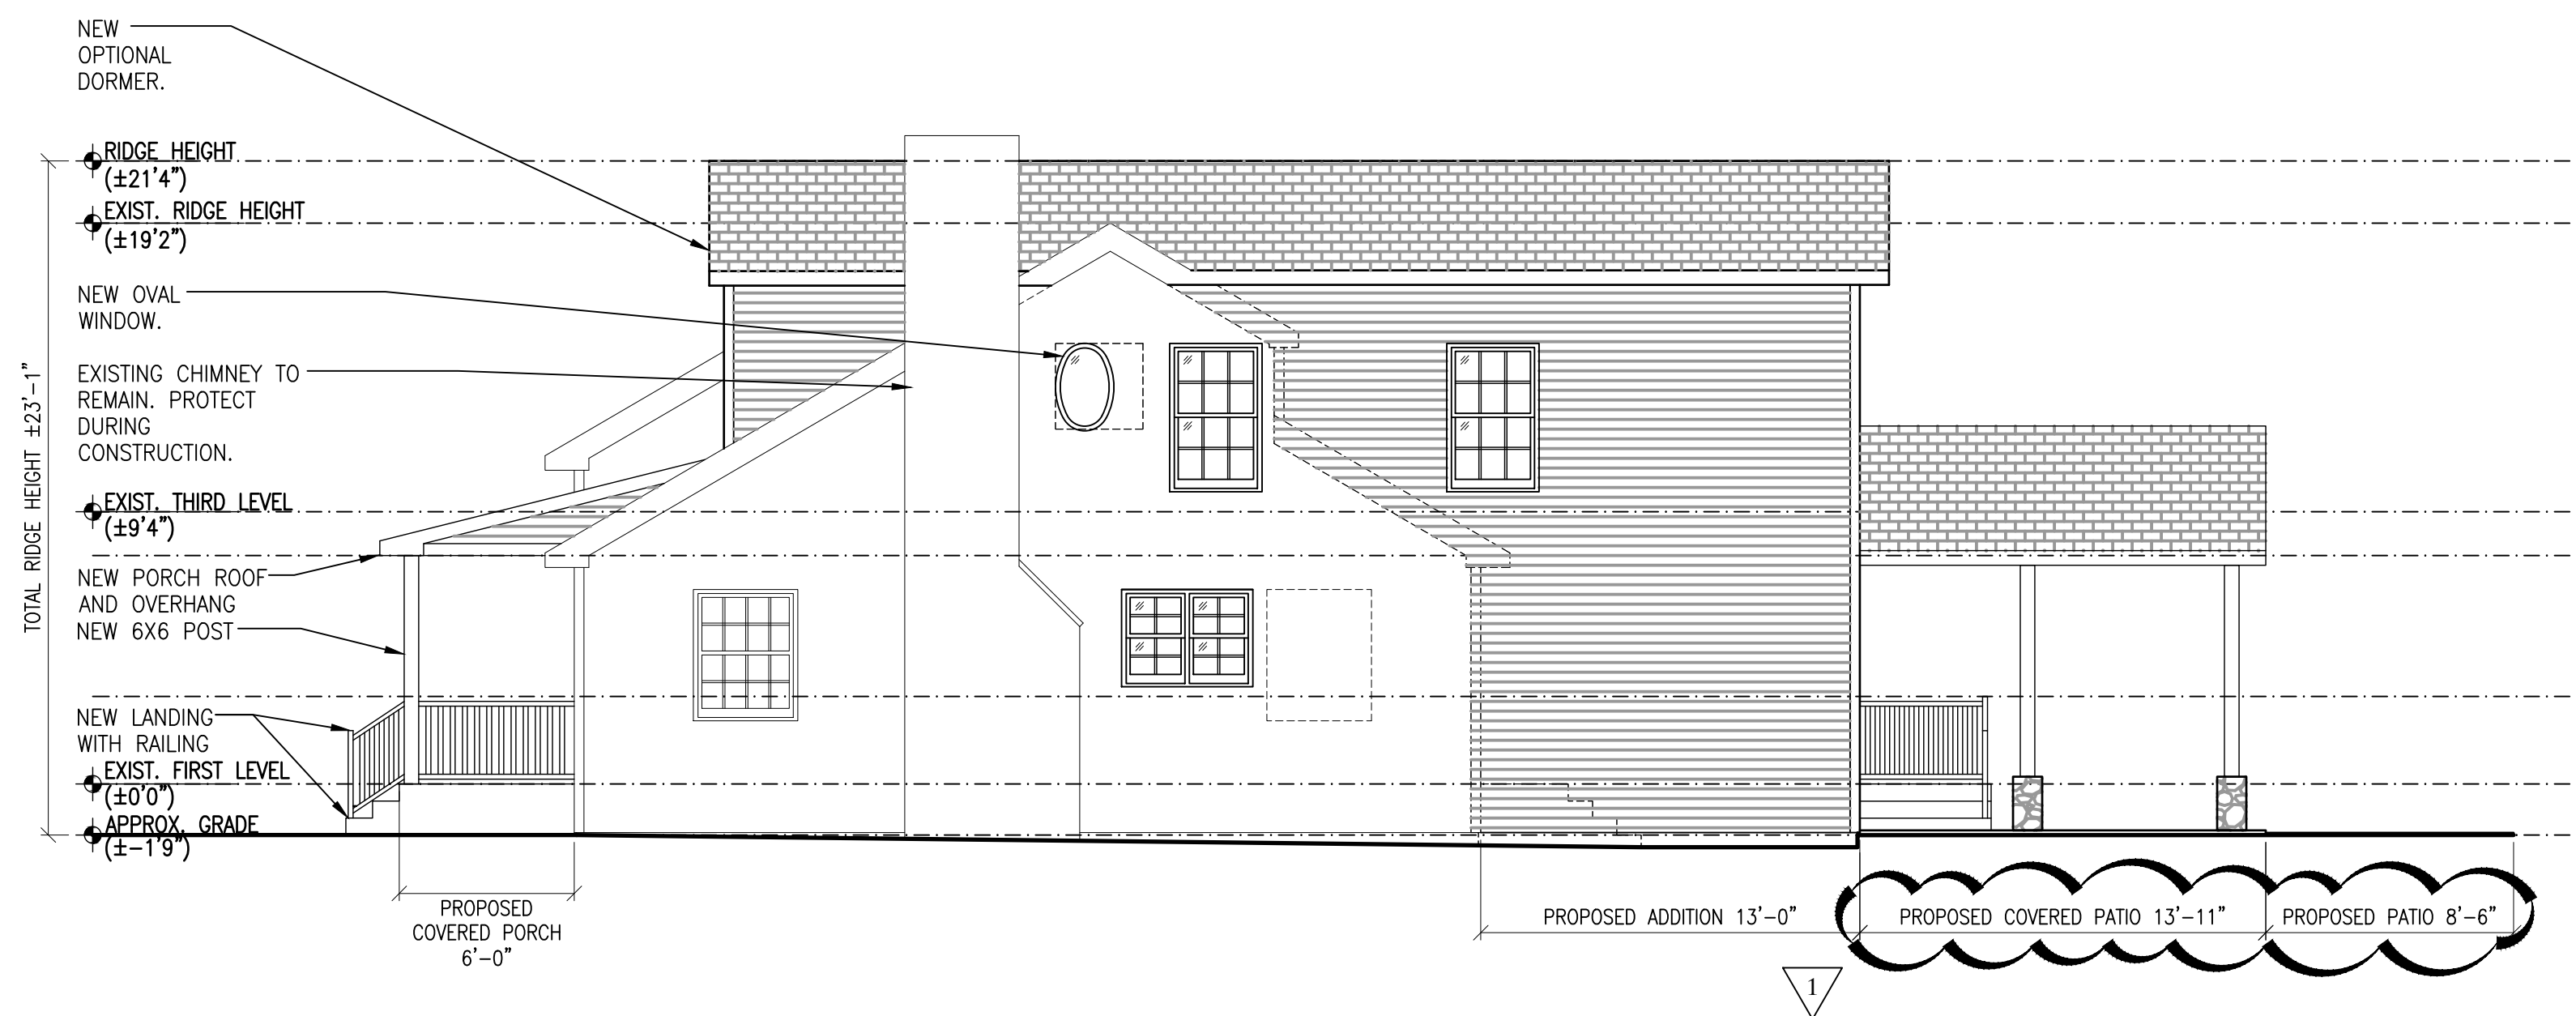 NEW
OPTIONAL
DORMER.
RIDGE HEIGHT
(±21'4")
EXIST. RIDGE HEIGHT
(±19'2")
NEW OVAL
WINDOW.
EXISTING CHIMNEY TO
REMAIN. PROTECT
DURING
CONSTRUCTION.
TOTAL RIDGE HEIGHT ±23'-1"
EXIST. THIRD LEVEL
(±9'4")
NEW PORCH ROOF
AND OVERHANG
NEW 6X6 POST
NEW LANDING
WITH RAILING
EXIST. FIRST LEVEL
(±0'0")
APPROX. GRADE
(±-1'9")
PROPOSED
COVERED PORCH
6'-0"
PROPOSED ADDITION 13'-0"
PROPOSED COVERED PATIO 13'-11"
PROPOSED PATIO 8'-6"
1